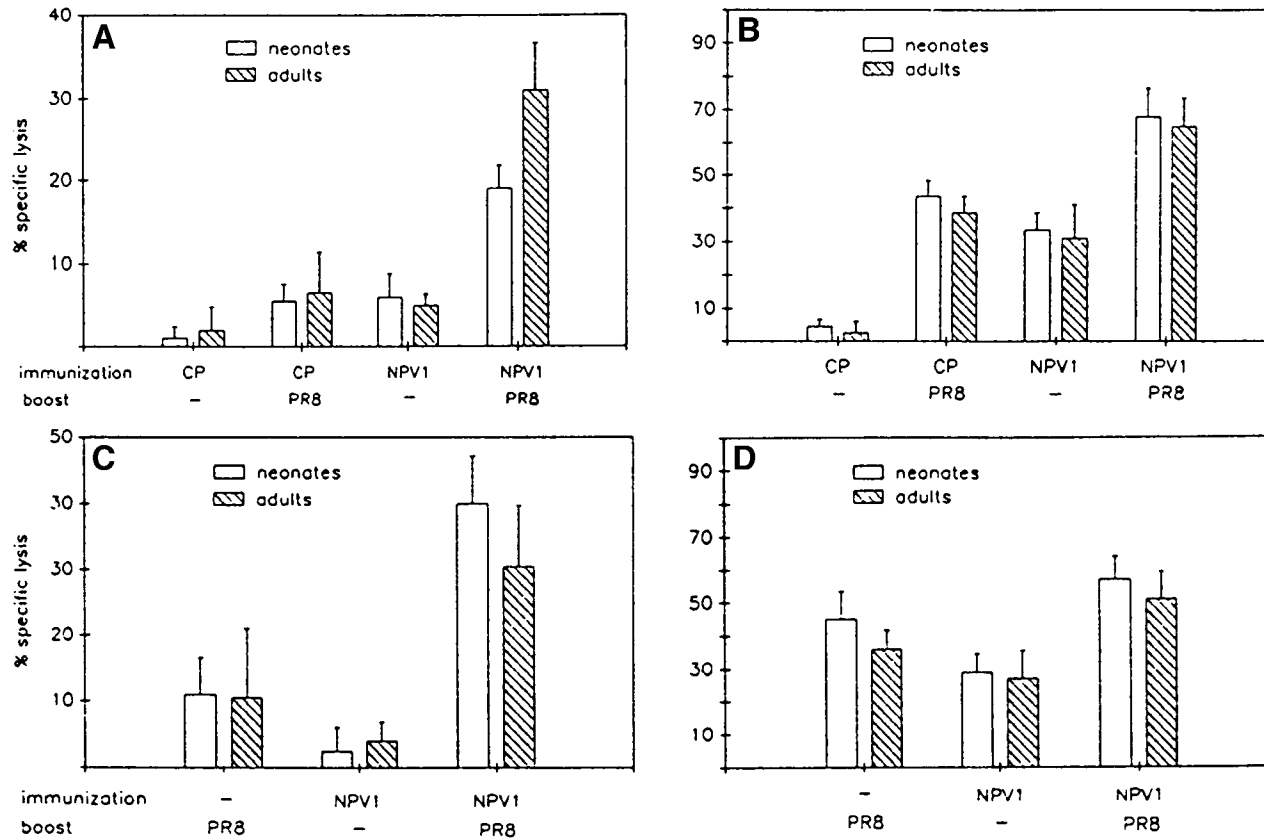 A
neonates
adults
% specific lysis
40
30
20
10
immunization CP CP NPV1 NPV1
boost – PR8 – PR8
B
neonates
adults
90
70
50
30
10
CP CP NPV1 NPV1
– PR8 – PR8
C
neonates
adults
% specific lysis
50
30
30
20
10
immunization – NPV1 NPV1
boost PR8 – PR8
D
neonates
adults
90
70
50
30
10
– NPV1 NPV1
PR8 – PR8